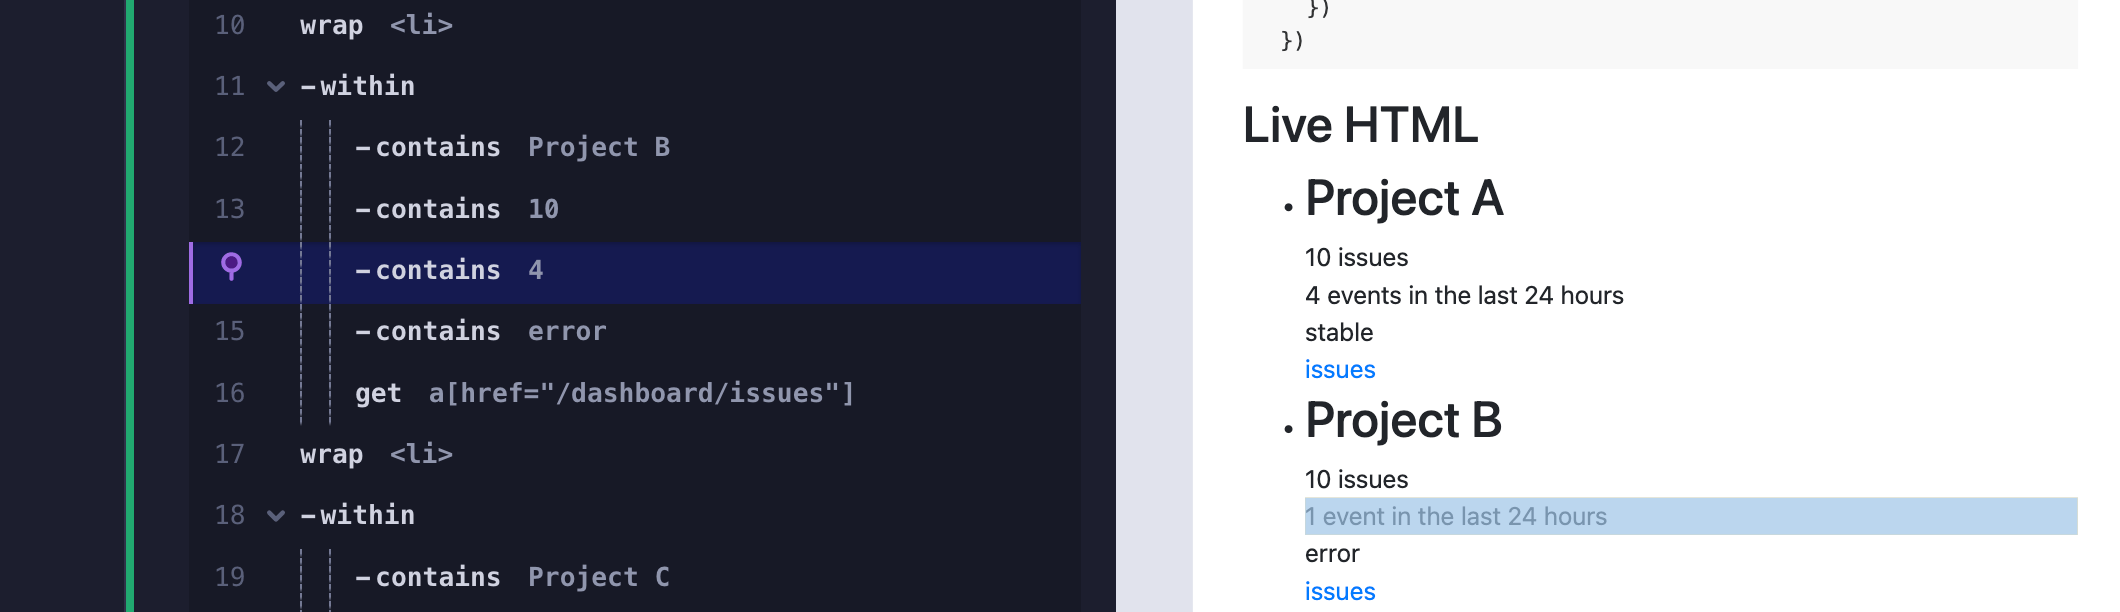 10 wrap <li>
11 -within
12 -contains Project B
13 -contains 10
-contains 4
15 -contains error
16 get a[href="/dashboard/issues"]
17 wrap <li>
18 -within
19 -contains Project C
})
})
Live HTML
• Project A
10 issues
4 events in the last 24 hours
stable
issues
• Project B
10 issues
1 event in the last 24 hours
error
issues